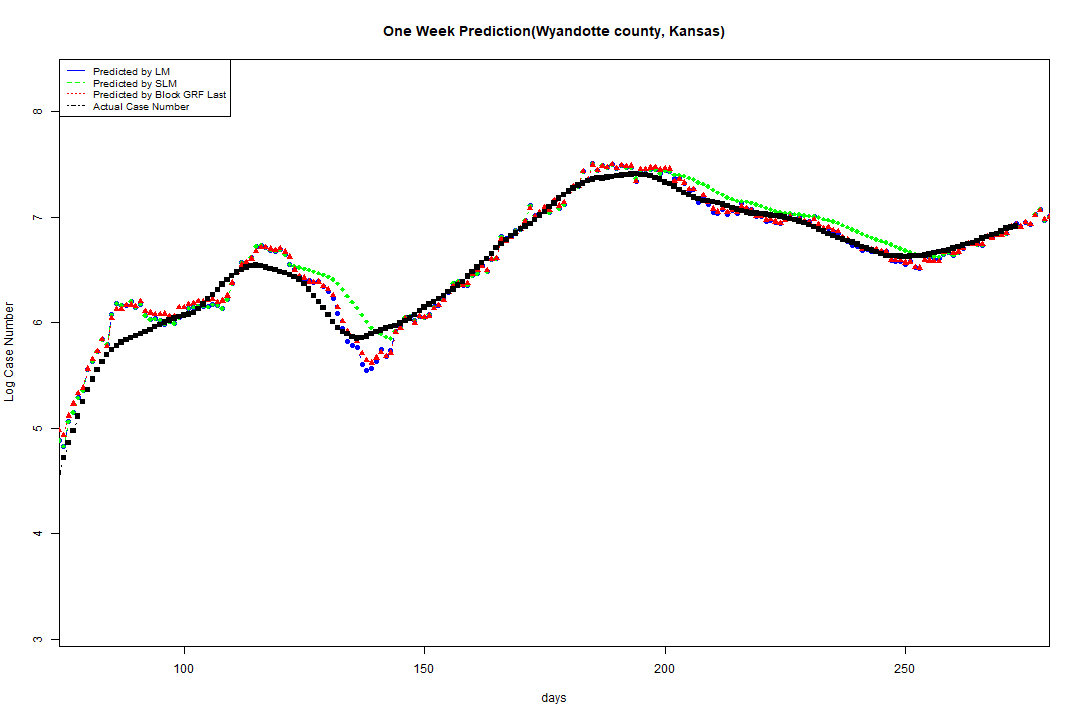 One Week Prediction(Wyandotte county, Kansas)
Predicted by LM
Predicted by SLM
Predicted by Block GRF Last
Actual Case Number
8
7
6
5
4
3
Log Case Number
100 150 200 250
days